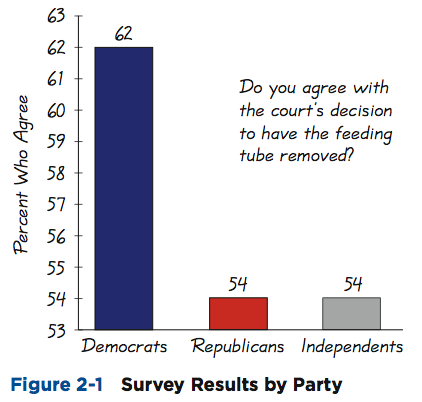 63
62
61
60
59
58
57
56
55
54
53
Percent Who Agree
62
54
54
Do you agree with
the court's decision
to have the feeding
tube removed?
Democrats Republicans Independents
Figure 2-1 Survey Results by Party